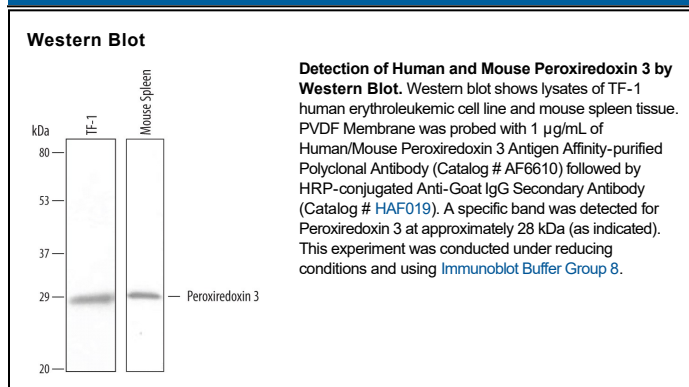 Western Blot
kDa
TF-1
Mouse Spleen
80
53
37
29
20
Peroxiredoxin 3
Detection of Human and Mouse Peroxiredoxin 3 by
Western Blot. Western blot shows lysates of TF-1
human erythroleukemic cell line and mouse spleen tissue.
PVDF Membrane was probed with 1 µg/mL of
Human/Mouse Peroxiredoxin 3 Antigen Affinity-purified
Polyclonal Antibody (Catalog # AF6610) followed by
HRP-conjugated Anti-Goat IgG Secondary Antibody
(Catalog # HAF019). A specific band was detected for
Peroxiredoxin 3 at approximately 28 kDa (as indicated).
This experiment was conducted under reducing
conditions and using Immunoblot Buffer Group 8.